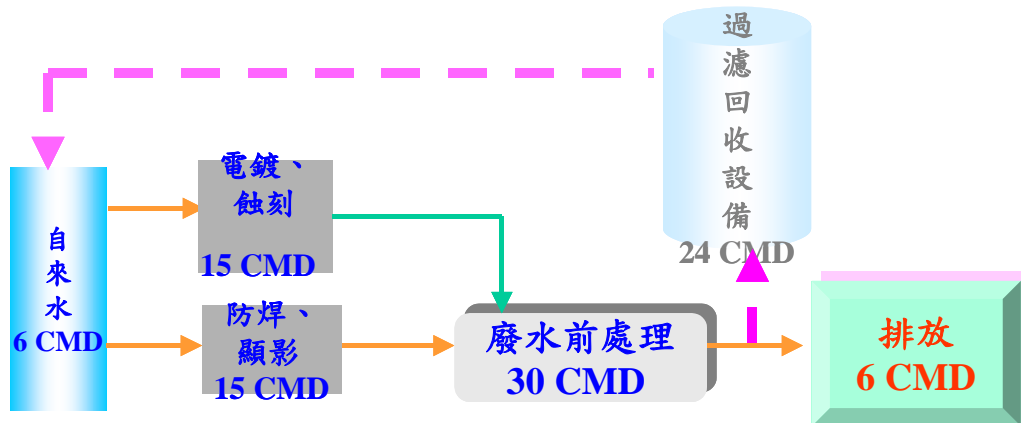 過
濾
回
收
設
備
24 CMD
電鍍、
蝕刻
15 CMD
自
來
水
6 CMD
防焊、
顯影
15 CMD
廢水前處理
30 CMD
排放
6 CMD